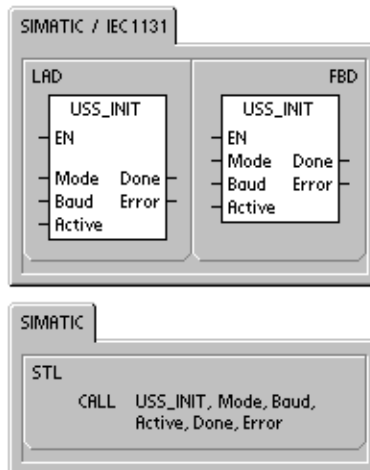 SIMATIC / IEC1131
LAD
FBD
USS_INIT
EN
Mode Done
Baud Error
Active
USS_INIT
EN
Mode Done
Baud Error
Active
SIMATIC
STL
CALL USS_INIT, Mode, Baud,
Active, Done, Error